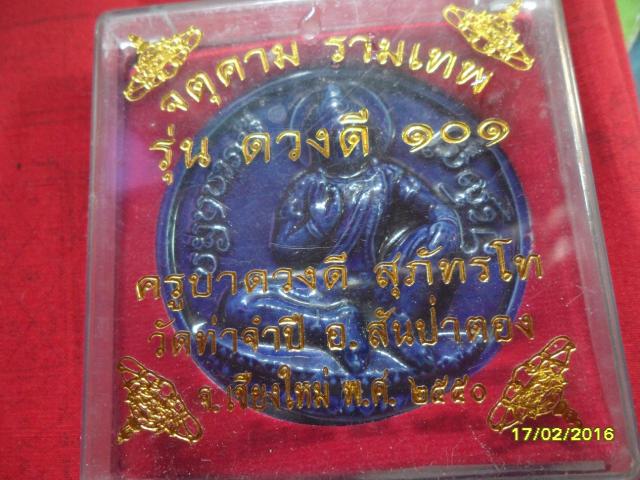 จตุคาม รามเทพ
รุ่น ดวงดี ๑๐๑
ครูบาดวงดี สุภัทรโท
วัดท่าจำปี อ. สันป่าตอง
จ. เชียงใหม่ พ.ศ. ๒๕๕๐
17/02/2016